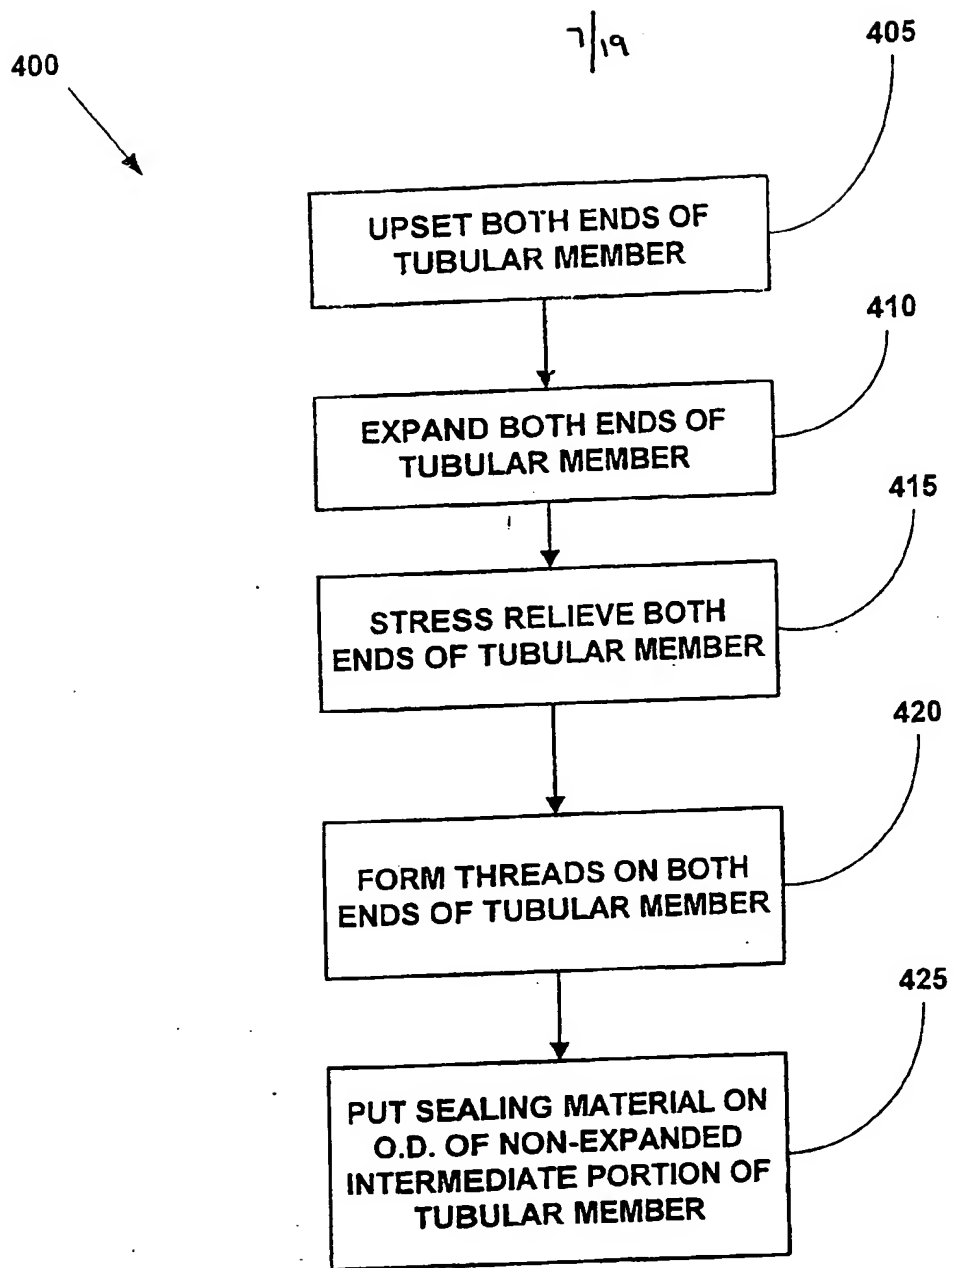 7/19
400
405
UPSET BOTH ENDS OF
TUBULAR MEMBER
410
EXPAND BOTH ENDS OF
TUBULAR MEMBER
415
STRESS RELIEVE BOTH
ENDS OF TUBULAR MEMBER
420
FORM THREADS ON BOTH
ENDS OF TUBULAR MEMBER
425
PUT SEALING MATERIAL ON
O.D. OF NON-EXPANDED
INTERMEDIATE PORTION OF
TUBULAR MEMBER